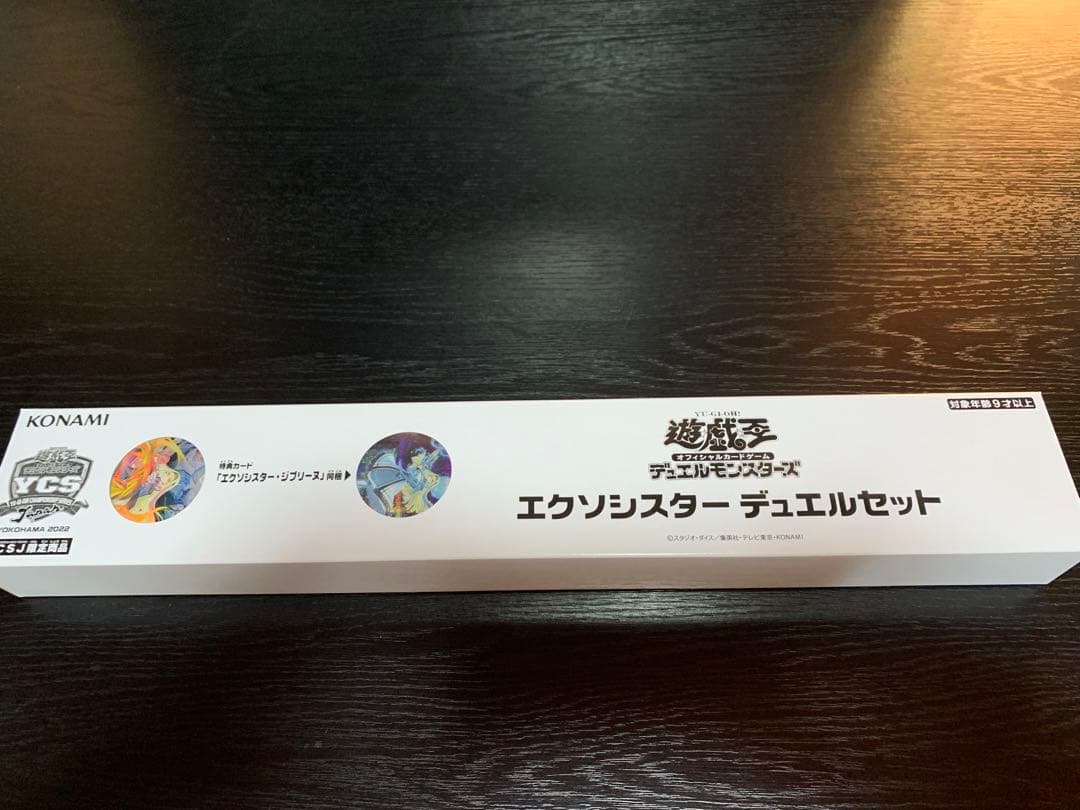 KONAMI
YCS
Japan
YOKOHAMA 2022
CSJ限定商品
特典カード
「エクソシスター・ジブリーヌ」同梱▶
YU-GI-OH!
遊戯王
オフィシャルカードゲーム
デュエルモンスターズ
エクソシスター デュエルセット
©スタジオ・ダイス／集英社・テレビ東京・KONAMI
対象年齢9才以上